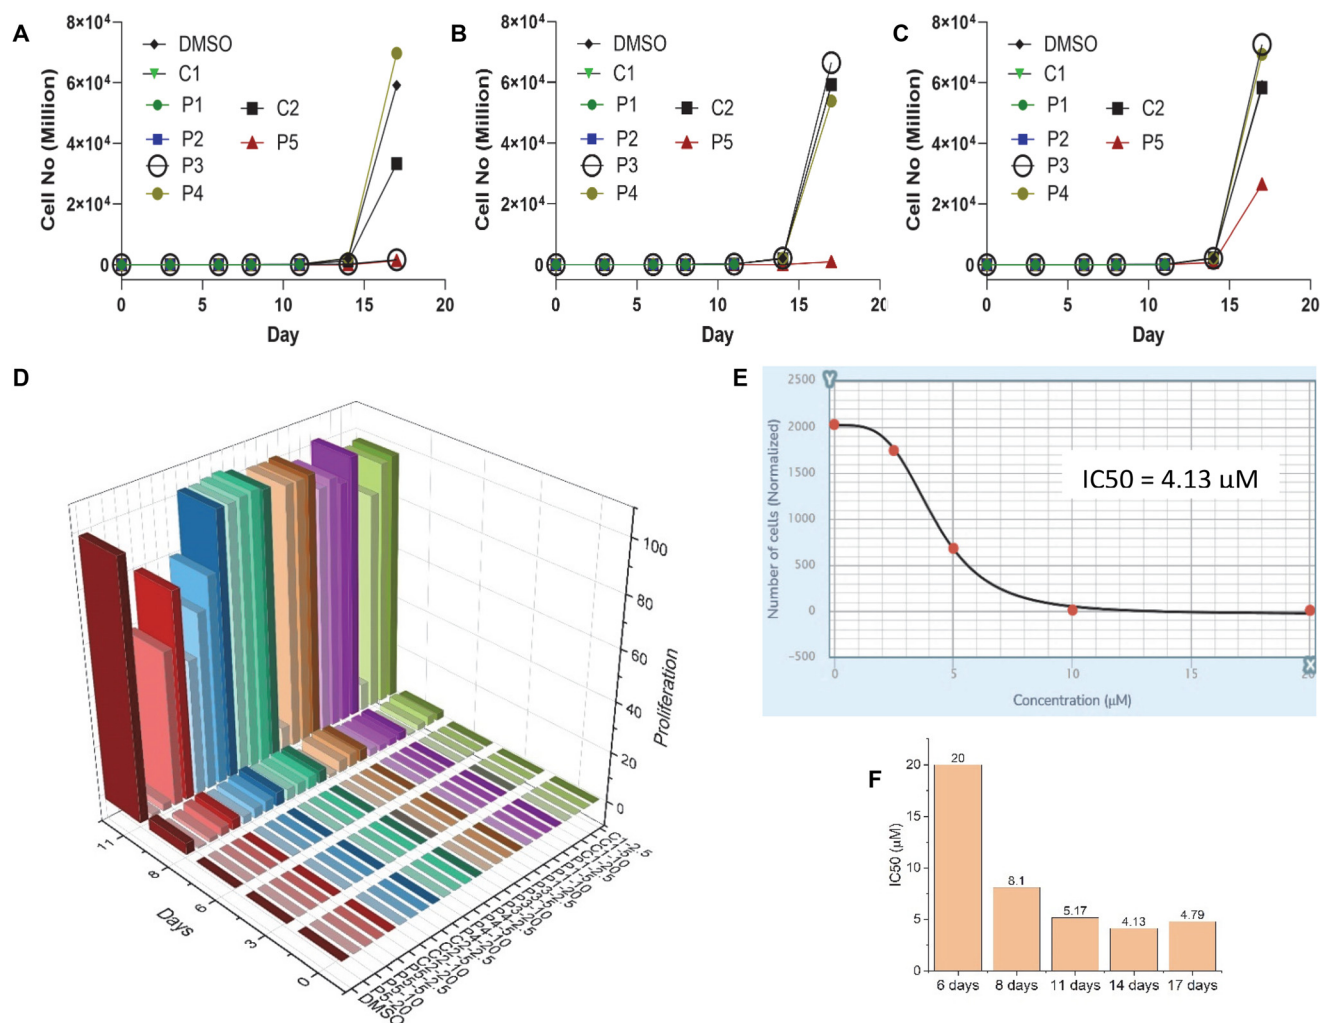 A
8×10⁴
6×10⁴
4×10⁴
2×10⁴
0
Cell No (Million)
DMSO
C1
P1
P2
P3
P4
C2
P5
0 5 10 15 20
Day
B
8×10⁴
6×10⁴
4×10⁴
2×10⁴
0
Cell No (Million)
DMSO
C1
P1
P2
P3
P4
C2
P5
0 5 10 15 20
Day
C
8×10⁴
6×10⁴
4×10⁴
2×10⁴
0
Cell No (Million)
DMSO
C1
P1
P2
P3
P4
C2
P5
0 5 10 15 20
Day
D
100
80
60
40
20
0
Proliferation
11
8
6
3
0
Days
DMSO
E
Y
2500
2000
1500
1000
500
0
-500
Number of cells (Normalized)
IC50 = 4.13 µM
X
0 5 10 15 20
Concentration (µM)
F
20
15
10
5
0
IC50 (µM)
20
8.1
5.17
4.13
4.79
6 days 8 days 11 days 14 days 17 days